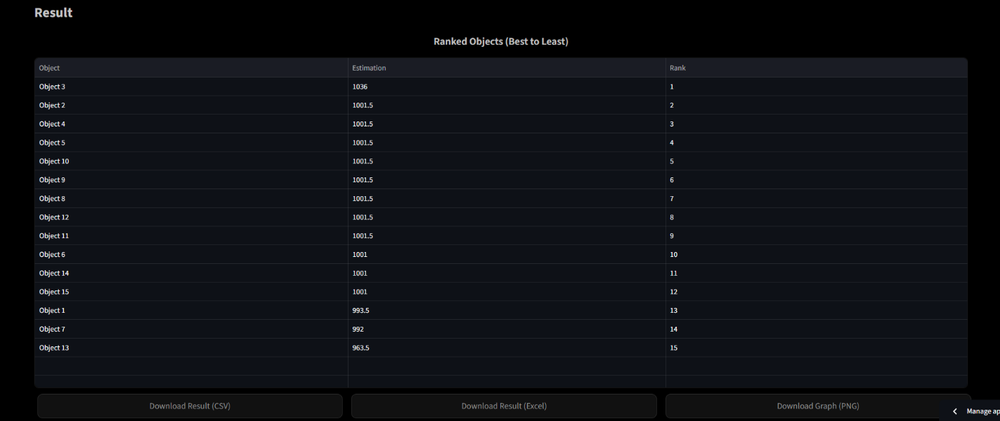 Result
Ranked Objects (Best to Least)
Object Estimation Rank
Object 3 1036 1
Object 2 1001.5 2
Object 4 1001.5 3
Object 5 1001.5 4
Object 10 1001.5 5
Object 9 1001.5 6
Object 8 1001.5 7
Object 12 1001.5 8
Object 11 1001.5 9
Object 6 1001 10
Object 14 1001 11
Object 15 1001 12
Object 1 993.5 13
Object 7 992 14
Object 13 963.5 15
Download Result (CSV) Download Result (Excel) Download Graph (PNG)
Manage ap